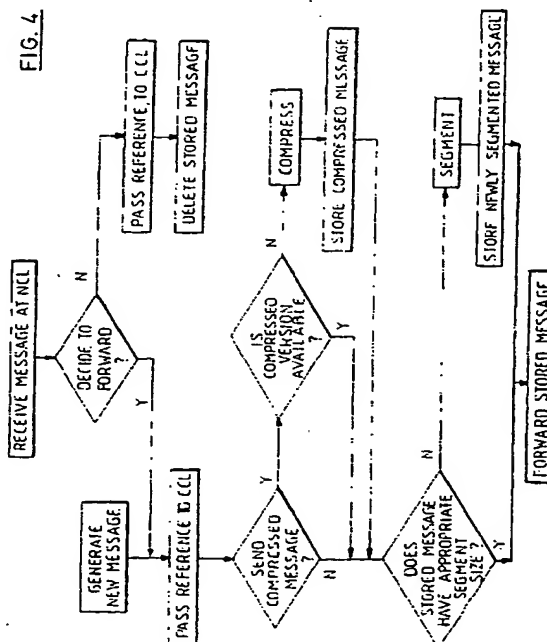 FIG. 4
RECEIVE MESSAGE AT NCL
DECIDE TO
FORWARD
?
N
Y
PASS REFERENCE TO CCL
DELETE STORED MESSAGE
GENERATE
NEW MESSAGE
PASS REFERENCE TO CCL
SEND
COMPRESSED
MESSAGE
?
Y
N
IS
COMPRESSED
VERSION
AVAILABLE
?
N
Y
COMPRESS
STORE COMPRESSED MESSAGE
DOES
STORED MESSAGE
HAVE APPROPRIATE
SEGMENT
SIZE ?
N
Y
SEGMENT
STORE NEWLY SEGMENTED MESSAGE
FORWARD STORED MESSAGE